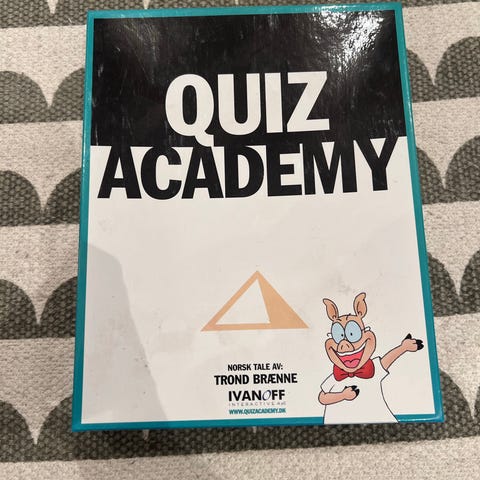 QUIZ
ACADEMY
NORSK TALE AV:
TROND BRÆNNE
IVANOFF
INTERACTIVE A/S
WWW.QUIZACADEMY.DK